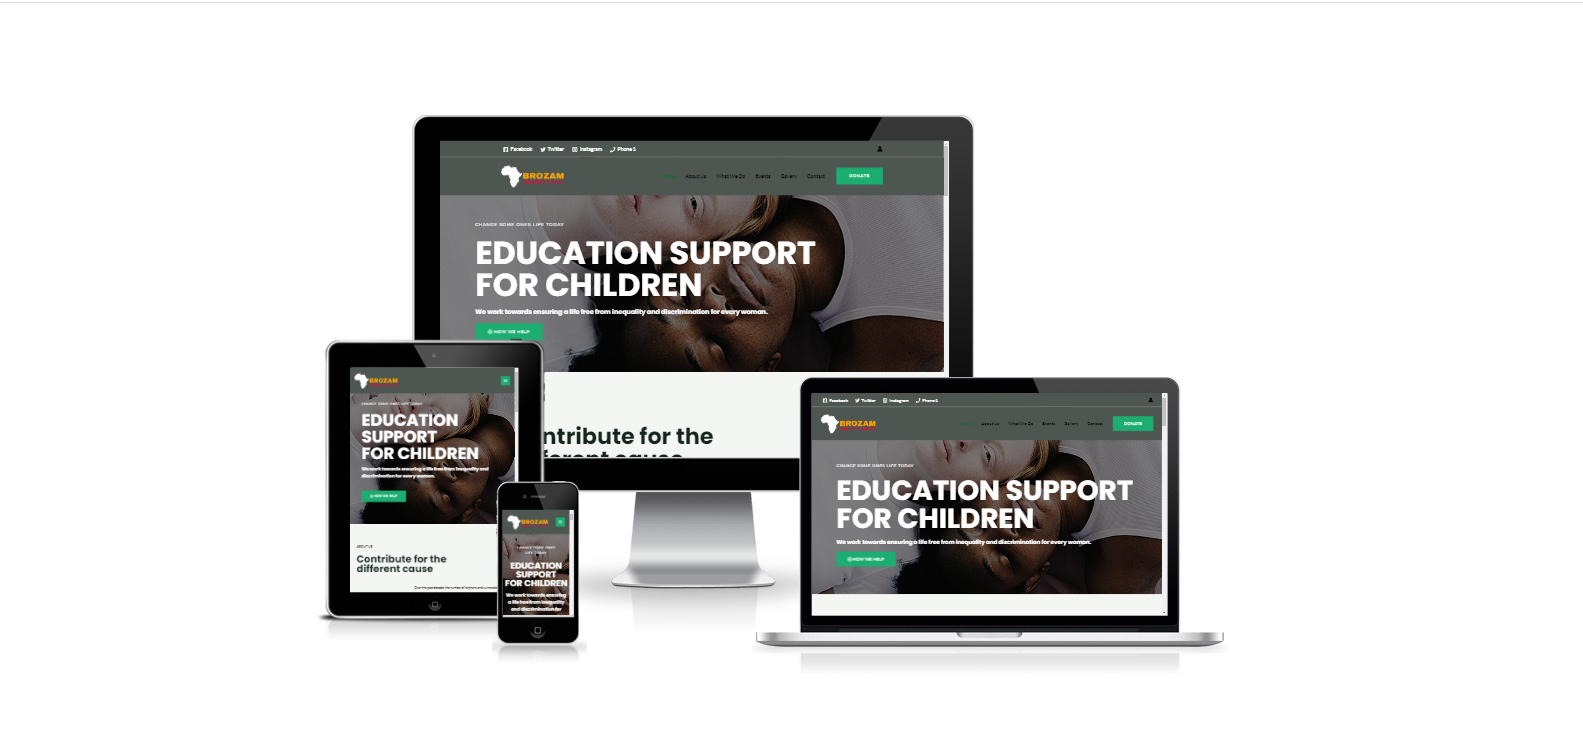 Facebook Twitter Instagram Phone 1
BROZAM
About Us What We Do Events Gallery Contact DONATE
CHANGE SOME ONES LIFE TODAY
EDUCATION SUPPORT
FOR CHILDREN
We work towards ensuring a life free from inequality and discrimination for every woman.
HOW WE HELP
ntribute for the
BROZAM
CHANGE SOME ONES LIFE TODAY
EDUCATION
SUPPORT
FOR CHILDREN
We work towards ensuring a life free from inequality and
discrimination for every woman.
HOW WE HELP
ABOUT US
Contribute for the
different cause
BROZAM
EDUCATION
SUPPORT
FOR CHILDREN
We work towards ensuring
a life free from inequality
and discrimination for
Facebook Twitter Instagram Phone 1
BROZAM
About Us What We Do Events Gallery Contact DONATE
CHANGE SOME ONES LIFE TODAY
EDUCATION SUPPORT
FOR CHILDREN
We work towards ensuring a life free from inequality and discrimination for every woman.
HOW WE HELP